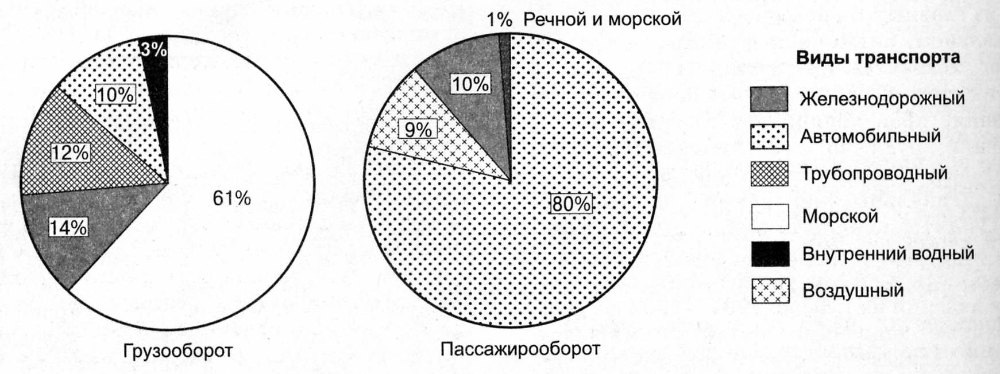 1% Речной и морской
3%
10%
12%
14%
61%
Грузооборот
10%
9%
80%
Пассажирооборот
Виды транспорта
Железнодорожный
Автомобильный
Трубопроводный
Морской
Внутренний водный
Воздушный